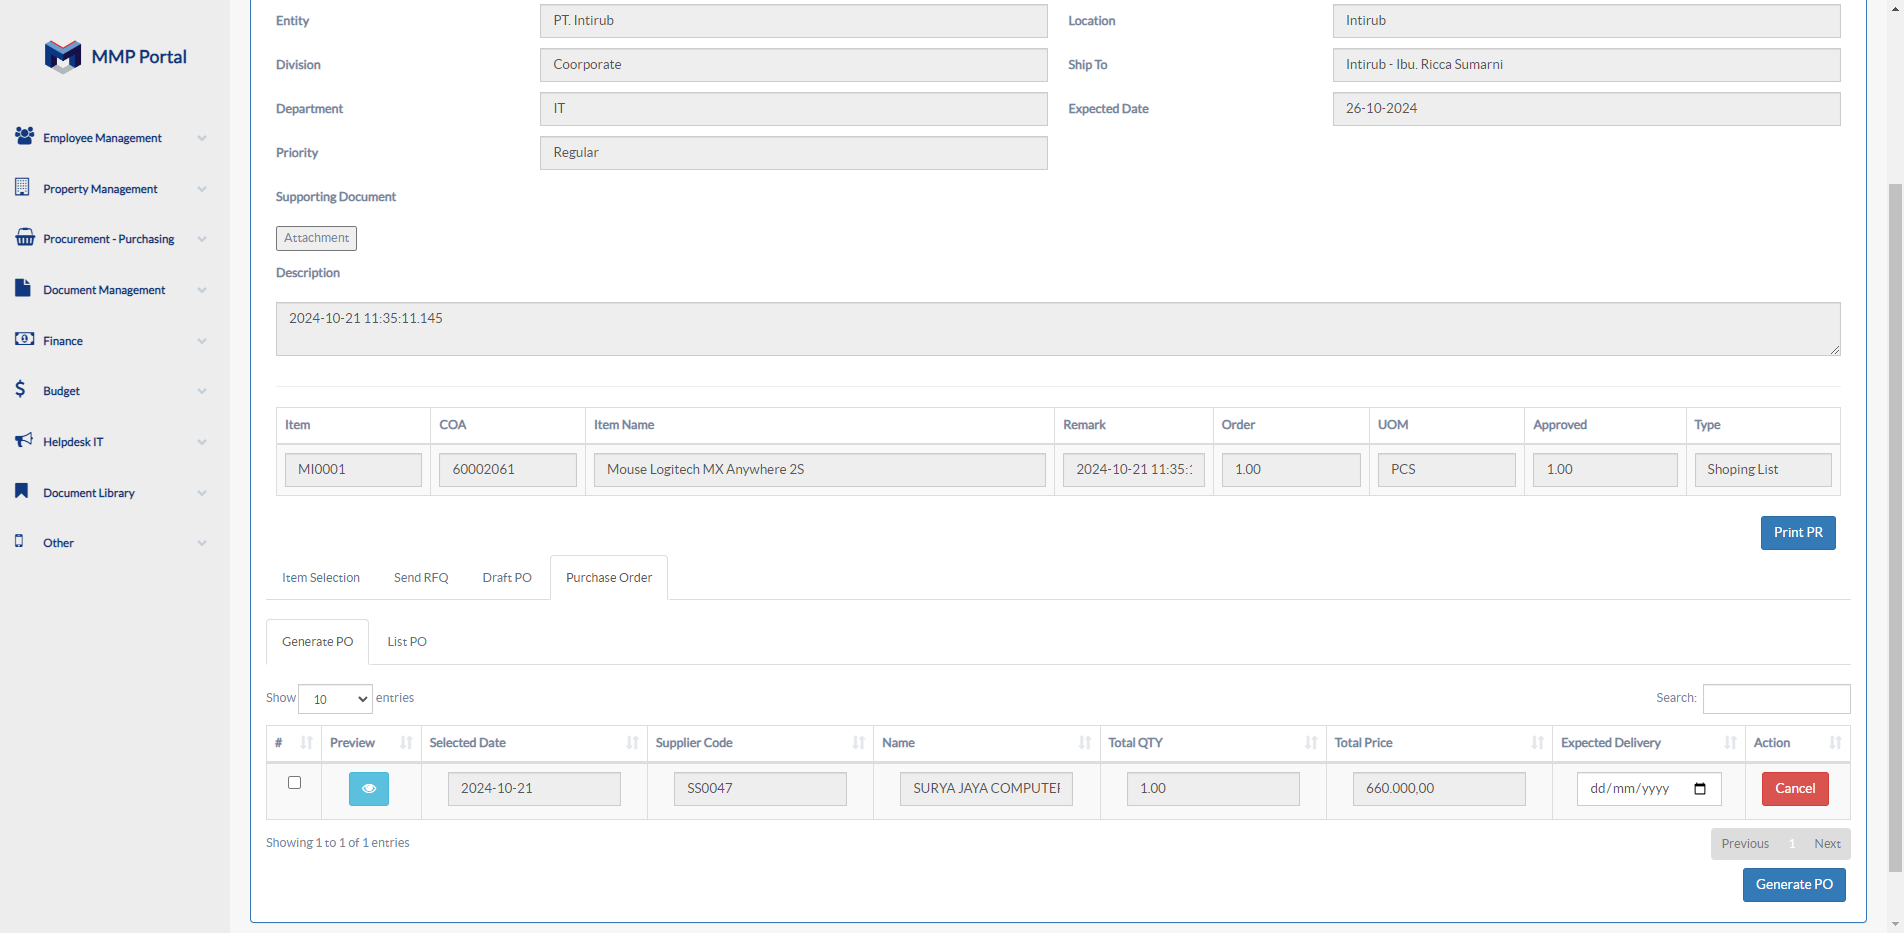 MMP Portal
Employee Management
Property Management
Procurement - Purchasing
Document Management
Finance
Budget
Helpdesk IT
Document Library
Other
Entity PT. Intirub Location Intirub
Division Coorporate Ship To Intirub - Ibu. Ricca Sumarni
Department IT Expected Date 26-10-2024
Priority Regular
Supporting Document
Attachment
Description
2024-10-21 11:35:11.145
Item COA Item Name Remark Order UOM Approved Type
MI0001 60002061 Mouse Logitech MX Anywhere 2S 2024-10-21 11:35:1 1.00 PCS 1.00 Shoping List
Print PR
Item Selection Send RFQ Draft PO Purchase Order
Generate PO List PO
Show 10 entries Search:
# Preview Selected Date Supplier Code Name Total QTY Total Price Expected Delivery Action
2024-10-21 SS0047 SURYA JAYA COMPUTER 1.00 660.000,00 dd/mm/yyyy Cancel
Showing 1 to 1 of 1 entries Previous 1 Next
Generate PO